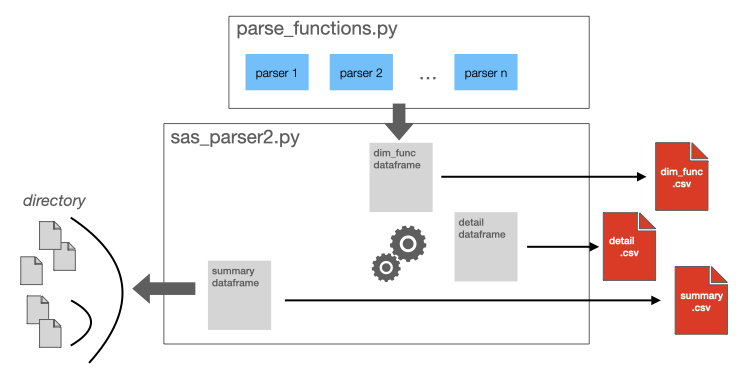 parse_functions.py
parser 1
parser 2
...
parser n
sas_parser2.py
dim_func
dataframe
dim_func
.csv
directory
detail
dataframe
detail
.csv
summary
dataframe
summary
.csv